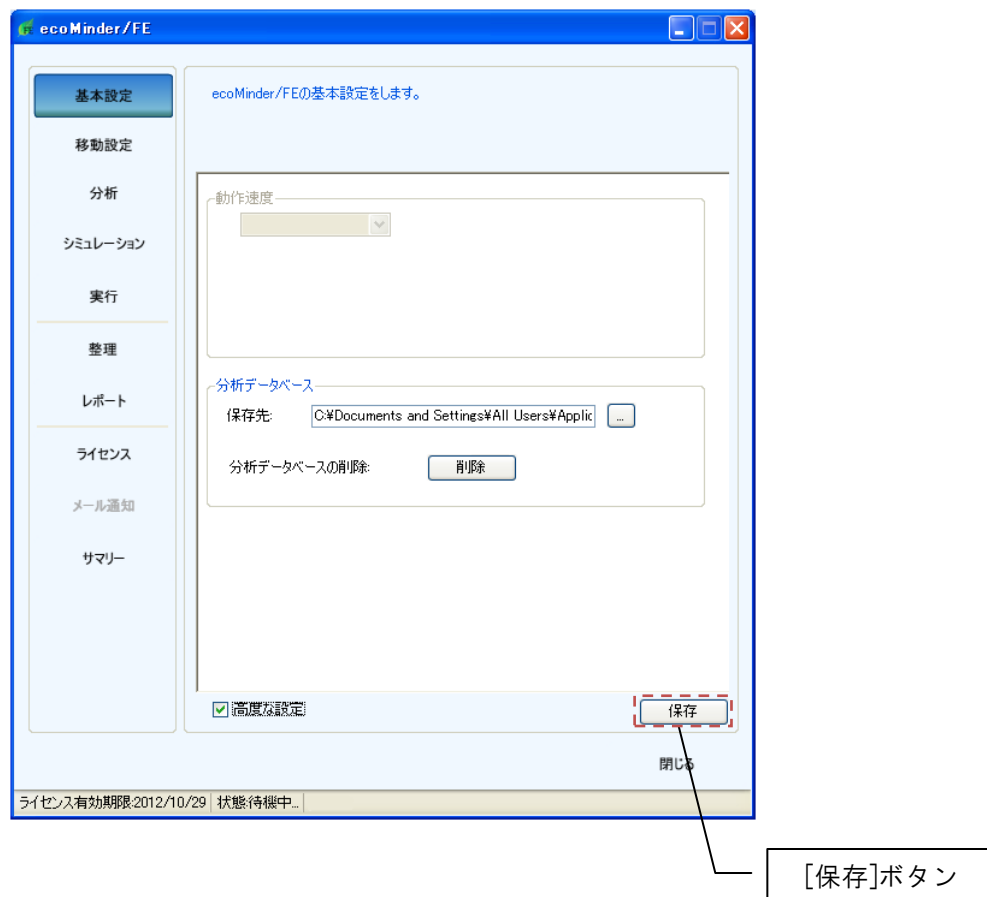 ecoMinder/FE
基本設定
移動設定
分析
シミュレーション
実行
整理
レポート
ライセンス
メール通知
サマリー
ecoMinder/FEの基本設定をします。
動作速度
分析データベース
保存先: C:¥Documents and Settings¥All Users¥Applic ...
分析データベースの削除: 削除
高度な設定
保存
閉じる
ライセンス有効期限:2012/10/29 状態:待機中...
[保存]ボタン